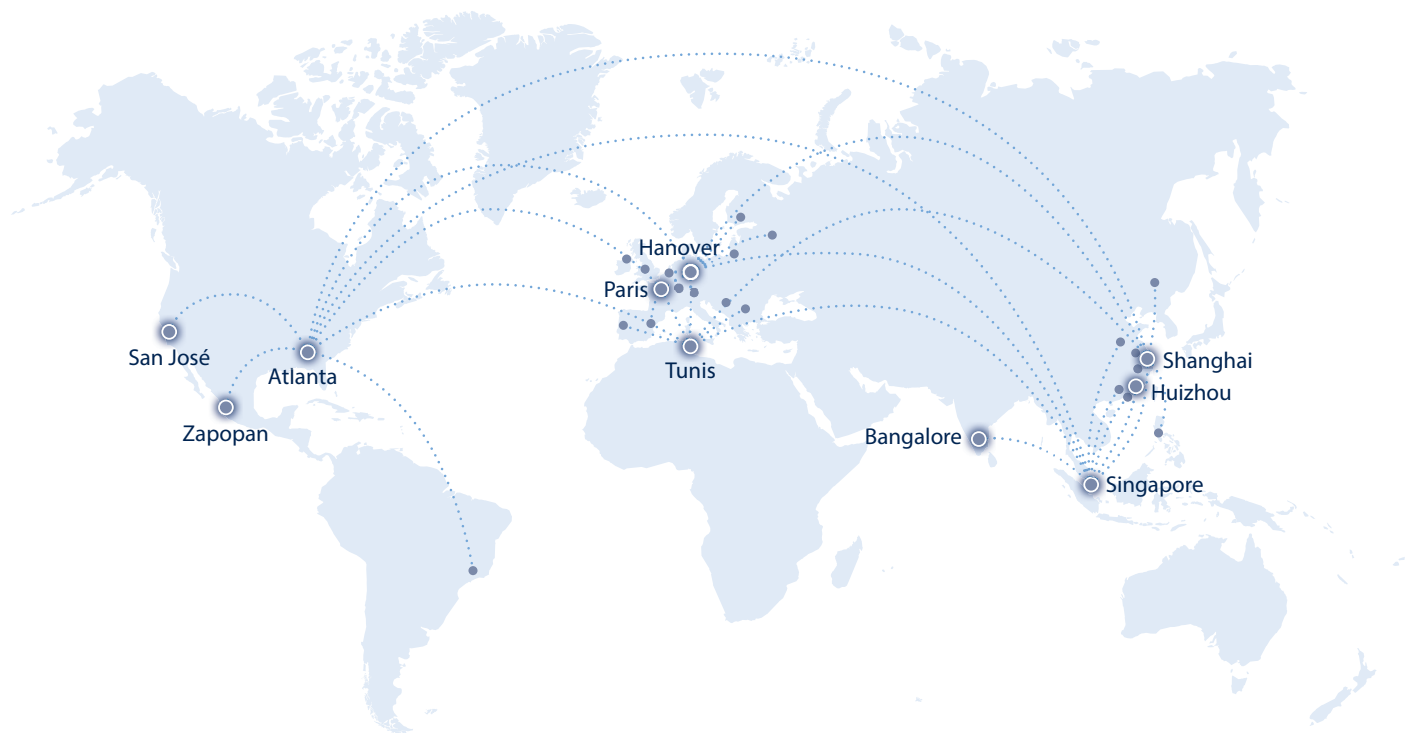 Hanover
Paris
San José
Shanghai
Atlanta
Tunis
Huizhou
Zapopan
Bangalore
Singapore